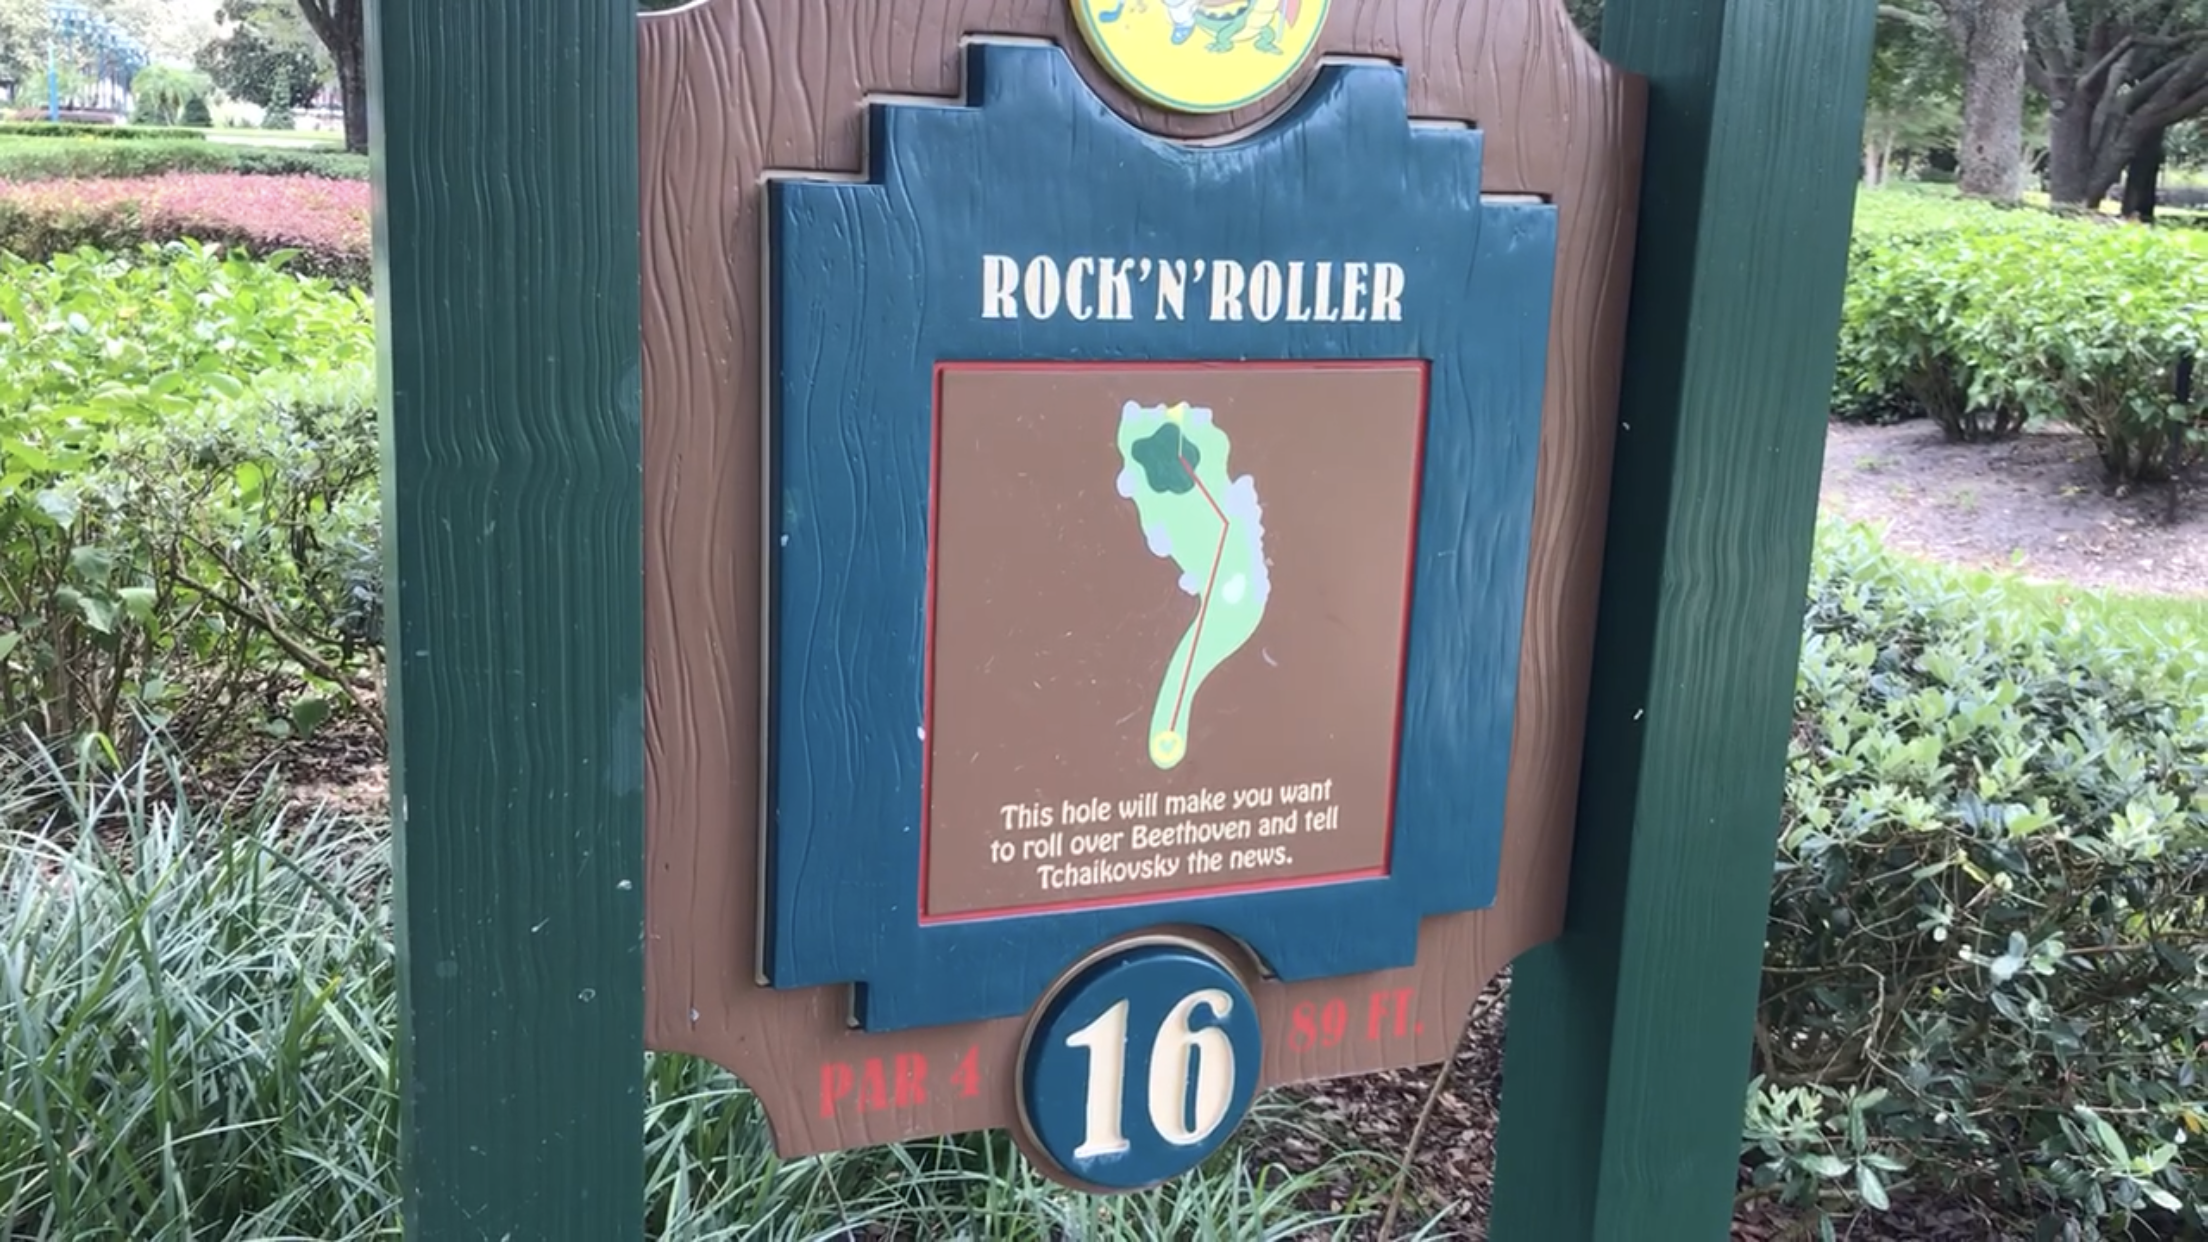 ROCK'N'ROLLER
This hole will make you want
to roll over Beethoven and tell
Tchaikovsky the news.
PAR 4
16
89 FT.